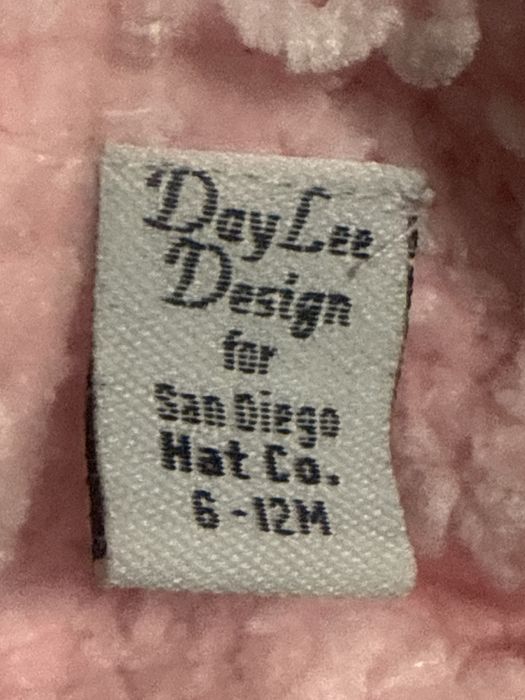 DayLee
Design
for
San Diego
Hat Co.
6-12M